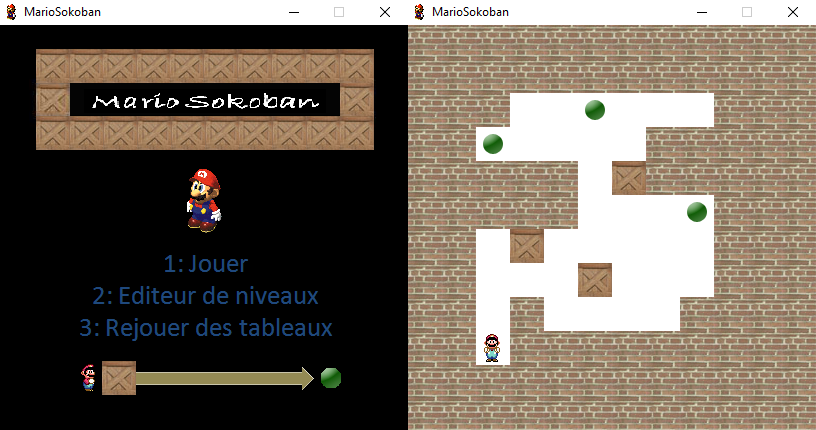 MarioSokoban
MarioSokoban
Mario Sokoban
1: Jouer
2: Editeur de niveaux
3: Rejouer des tableaux